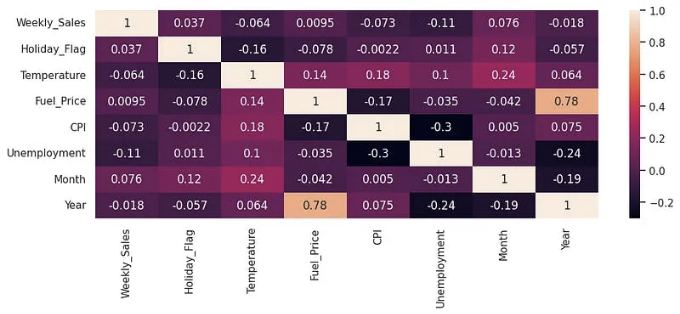 Weekly_Sales 1 0.037 -0.064 0.0095 -0.073 -0.11 0.076 -0.018
Holiday_Flag 0.037 1 -0.16 -0.078 -0.0022 0.011 0.12 -0.057
Temperature -0.064 -0.16 1 0.14 0.18 0.1 0.24 0.064
Fuel_Price 0.0095 -0.078 0.14 1 -0.17 -0.035 -0.042 0.78
CPI -0.073 -0.0022 0.18 -0.17 1 -0.3 0.005 0.075
Unemployment -0.11 0.011 0.1 -0.035 -0.3 1 -0.013 -0.24
Month 0.076 0.12 0.24 -0.042 0.005 -0.013 1 -0.19
Year -0.018 -0.057 0.064 0.78 0.075 -0.24 -0.19 1
Weekly_Sales Holiday_Flag Temperature Fuel_Price CPI Unemployment Month Year
1.0
0.8
0.6
0.4
0.2
0.0
-0.2